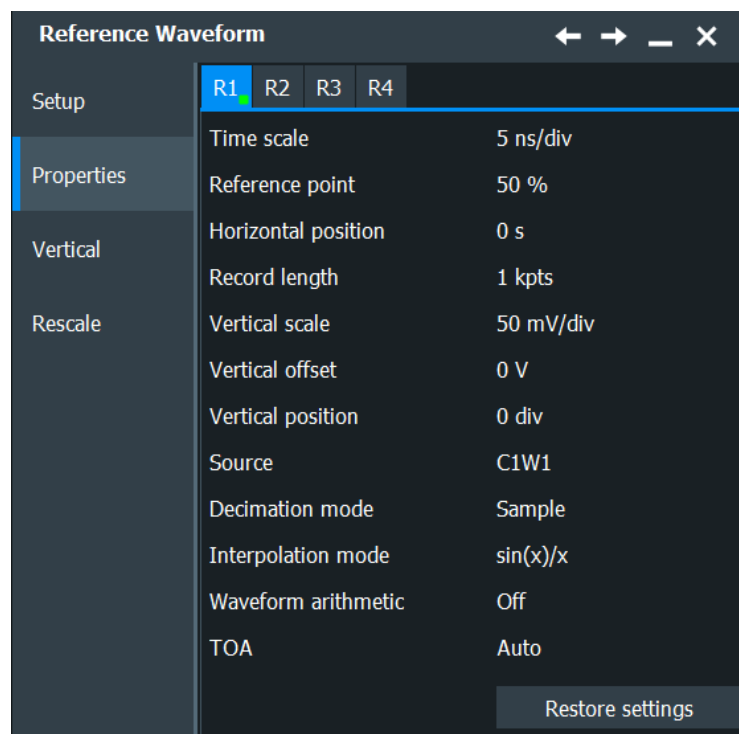 Reference Waveform
Setup
Properties
Vertical
Rescale
R1 R2 R3 R4
Time scale 5 ns/div
Reference point 50 %
Horizontal position 0 s
Record length 1 kpts
Vertical scale 50 mV/div
Vertical offset 0 V
Vertical position 0 div
Source C1W1
Decimation mode Sample
Interpolation mode sin(x)/x
Waveform arithmetic Off
TOA Auto
Restore settings